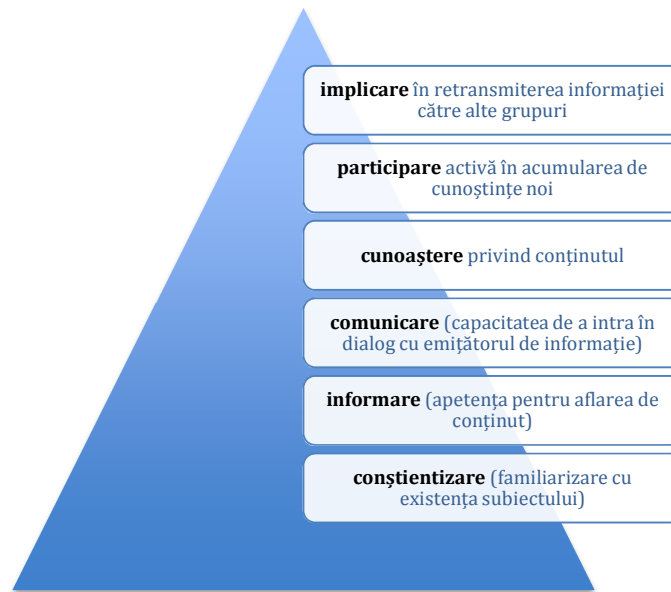 implicare în retransmiterea informației
către alte grupuri
participare activă în acumularea de
cunoștințe noi
cunoaștere privind conținutul
comunicare (capacitatea de a intra în
dialog cu emițătorul de informație)
informare (apetența pentru aflarea de
conținut)
conștientizare (familiarizare cu
existența subiectului)